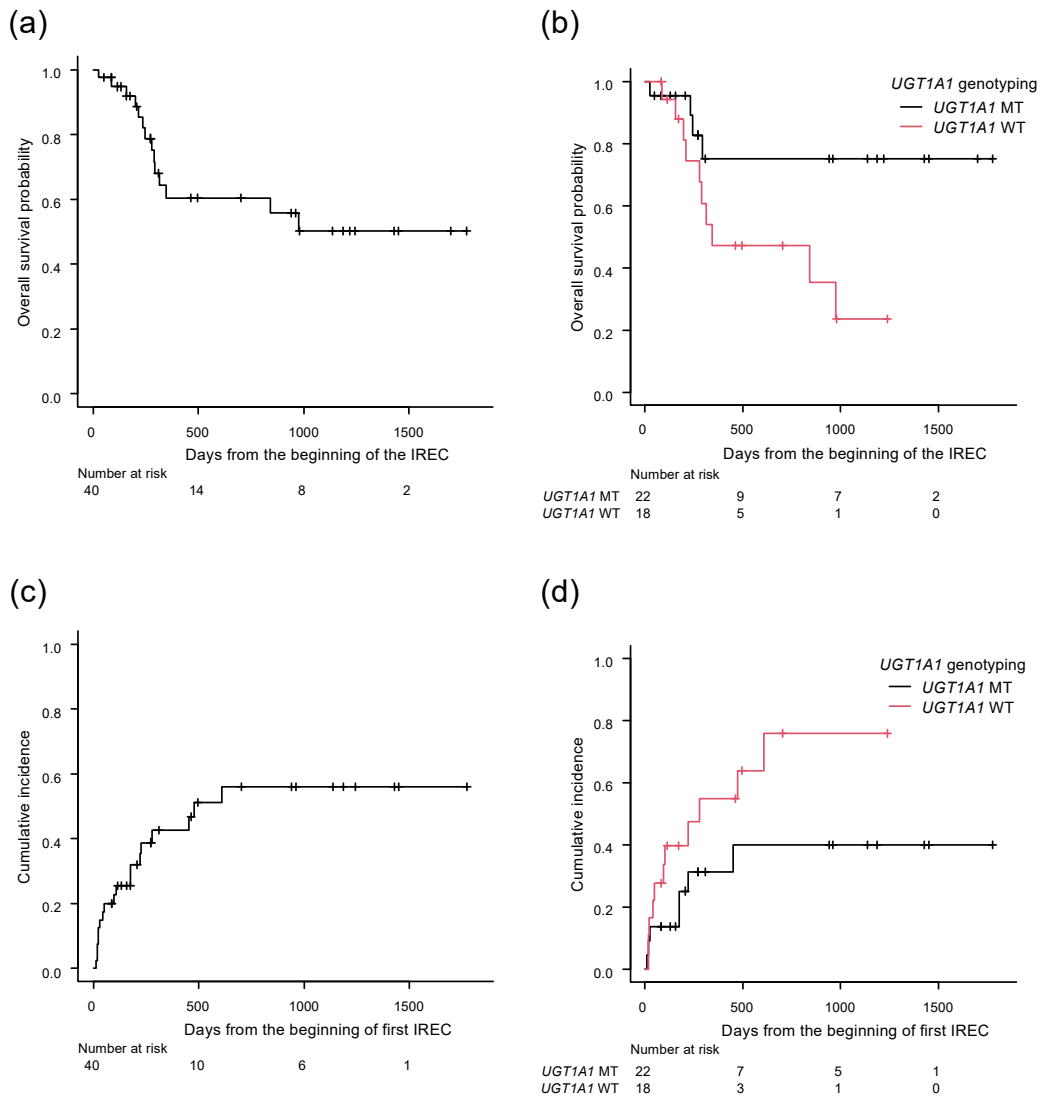 (a)
1.0
0.8
0.6
0.4
0.2
0.0
Overall survival probability
0 500 1000 1500
Days from the beginning of the IREC
Number at risk
40 14 8 2
(b)
1.0
0.8
0.6
0.4
0.2
0.0
Overall survival probability
UGT1A1 genotyping
UGT1A1 MT
UGT1A1 WT
0 500 1000 1500
Days from the beginning of the IREC
Number at risk
UGT1A1 MT 22 9 7 2
UGT1A1 WT 18 5 1 0
(c)
1.0
0.8
0.6
0.4
0.2
0.0
Cumulative incidence
0 500 1000 1500
Days from the beginning of first IREC
Number at risk
40 10 6 1
(d)
1.0
0.8
0.6
0.4
0.2
0.0
Cumulative incidence
UGT1A1 genotyping
UGT1A1 MT
UGT1A1 WT
0 500 1000 1500
Days from the beginning of first IREC
Number at risk
UGT1A1 MT 22 7 5 1
UGT1A1 WT 18 3 1 0